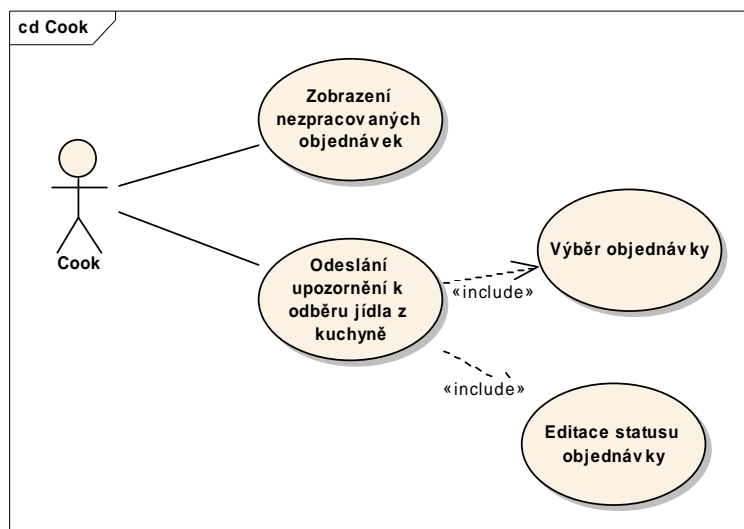 cd Cook
Zobrazení
nezpracovaných
objednávek
Cook
Odeslání
upozornění k
odběru jídla z
kuchyně
«include»
Výběr objednávky
«include»
Editace statusu
objednávky